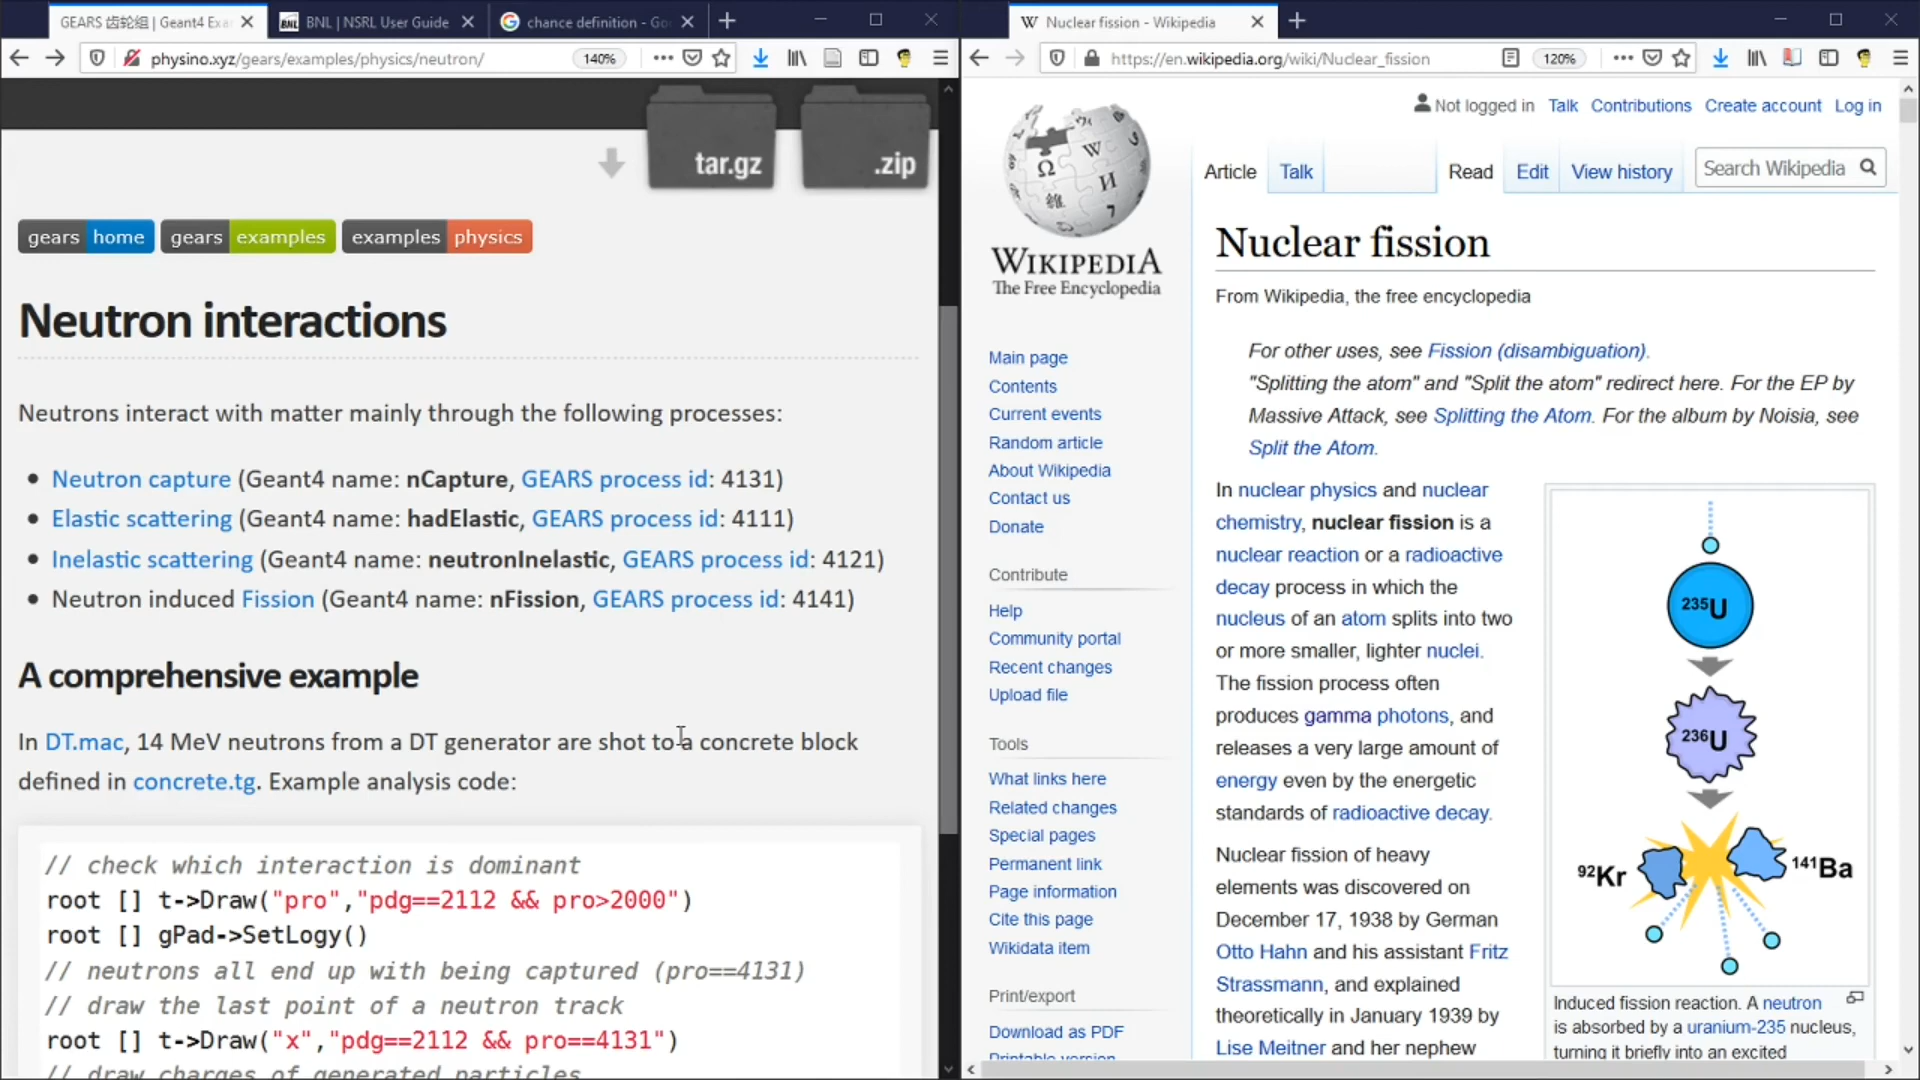 GEARS 齿轮组 | Geant4 Exa
BNL | NSRL User Guide
chance definition - Go
physino.xyz/gears/examples/physics/neutron/
140%
tar.gz
.zip
gears home
gears examples
examples physics
Neutron interactions
Neutrons interact with matter mainly through the following processes:
• Neutron capture (Geant4 name: nCapture, GEARS process id: 4131)
• Elastic scattering (Geant4 name: hadElastic, GEARS process id: 4111)
• Inelastic scattering (Geant4 name: neutronInelastic, GEARS process id: 4121)
• Neutron induced Fission (Geant4 name: nFission, GEARS process id: 4141)
A comprehensive example
In DT.mac, 14 MeV neutrons from a DT generator are shot to a concrete block
defined in concrete.tg. Example analysis code:
// check which interaction is dominant
root [] t->Draw("pro","pdg==2112 && pro>2000")
root [] gPad->SetLogy()
// neutrons all end up with being captured (pro==4131)
// draw the last point of a neutron track
root [] t->Draw("x","pdg==2112 && pro==4131")
// draw charges of generated particles
Nuclear fission - Wikipedia
https://en.wikipedia.org/wiki/Nuclear_fission
120%
Not logged in Talk Contributions Create account Log in
WIKIPEDIA
The Free Encyclopedia
Article Talk Read Edit View history Search Wikipedia
Main page
Contents
Current events
Random article
About Wikipedia
Contact us
Donate
Contribute
Help
Community portal
Recent changes
Upload file
Tools
What links here
Related changes
Special pages
Permanent link
Page information
Cite this page
Wikidata item
Print/export
Download as PDF
Printable version
Nuclear fission
From Wikipedia, the free encyclopedia
For other uses, see Fission (disambiguation).
"Splitting the atom" and "Split the atom" redirect here. For the EP by
Massive Attack, see Splitting the Atom. For the album by Noisia, see
Split the Atom.
In nuclear physics and nuclear
chemistry, nuclear fission is a
nuclear reaction or a radioactive
decay process in which the
nucleus of an atom splits into two
or more smaller, lighter nuclei.
The fission process often
produces gamma photons, and
releases a very large amount of
energy even by the energetic
standards of radioactive decay.
Nuclear fission of heavy
elements was discovered on
December 17, 1938 by German
Otto Hahn and his assistant Fritz
Strassmann, and explained
theoretically in January 1939 by
Lise Meitner and her nephew
235U
236U
92Kr
141Ba
Induced fission reaction. A neutron
is absorbed by a uranium-235 nucleus,
turning it briefly into an excited